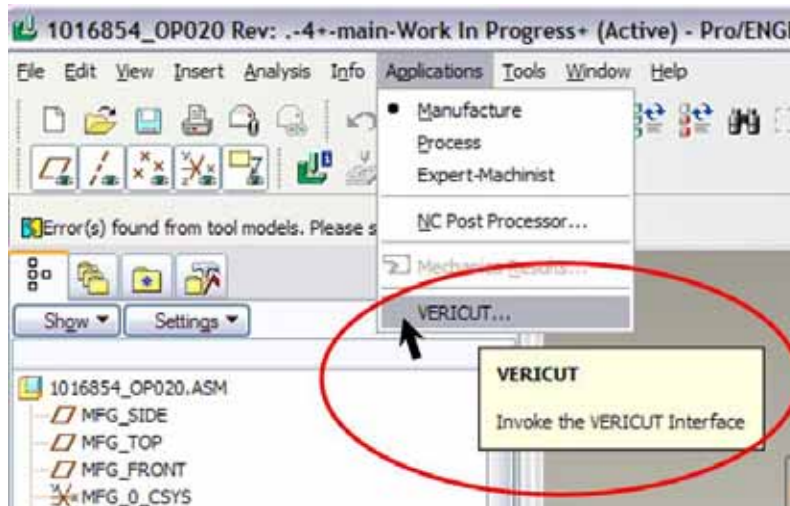 1016854_OP020 Rev: .-4+-main-Work In Progress+ (Active) - Pro/ENGI
File Edit View Insert Analysis Info Applications Tools Window Help
Manufacture
Process
Expert-Machinist
NC Post Processor...
Error(s) found from tool models. Please s
Mechanica Results...
Show Settings
VERICUT...
VERICUT
Invoke the VERICUT Interface
1016854_OP020.ASM
MFG_SIDE
MFG_TOP
MFG_FRONT
MFG_0_CSYS